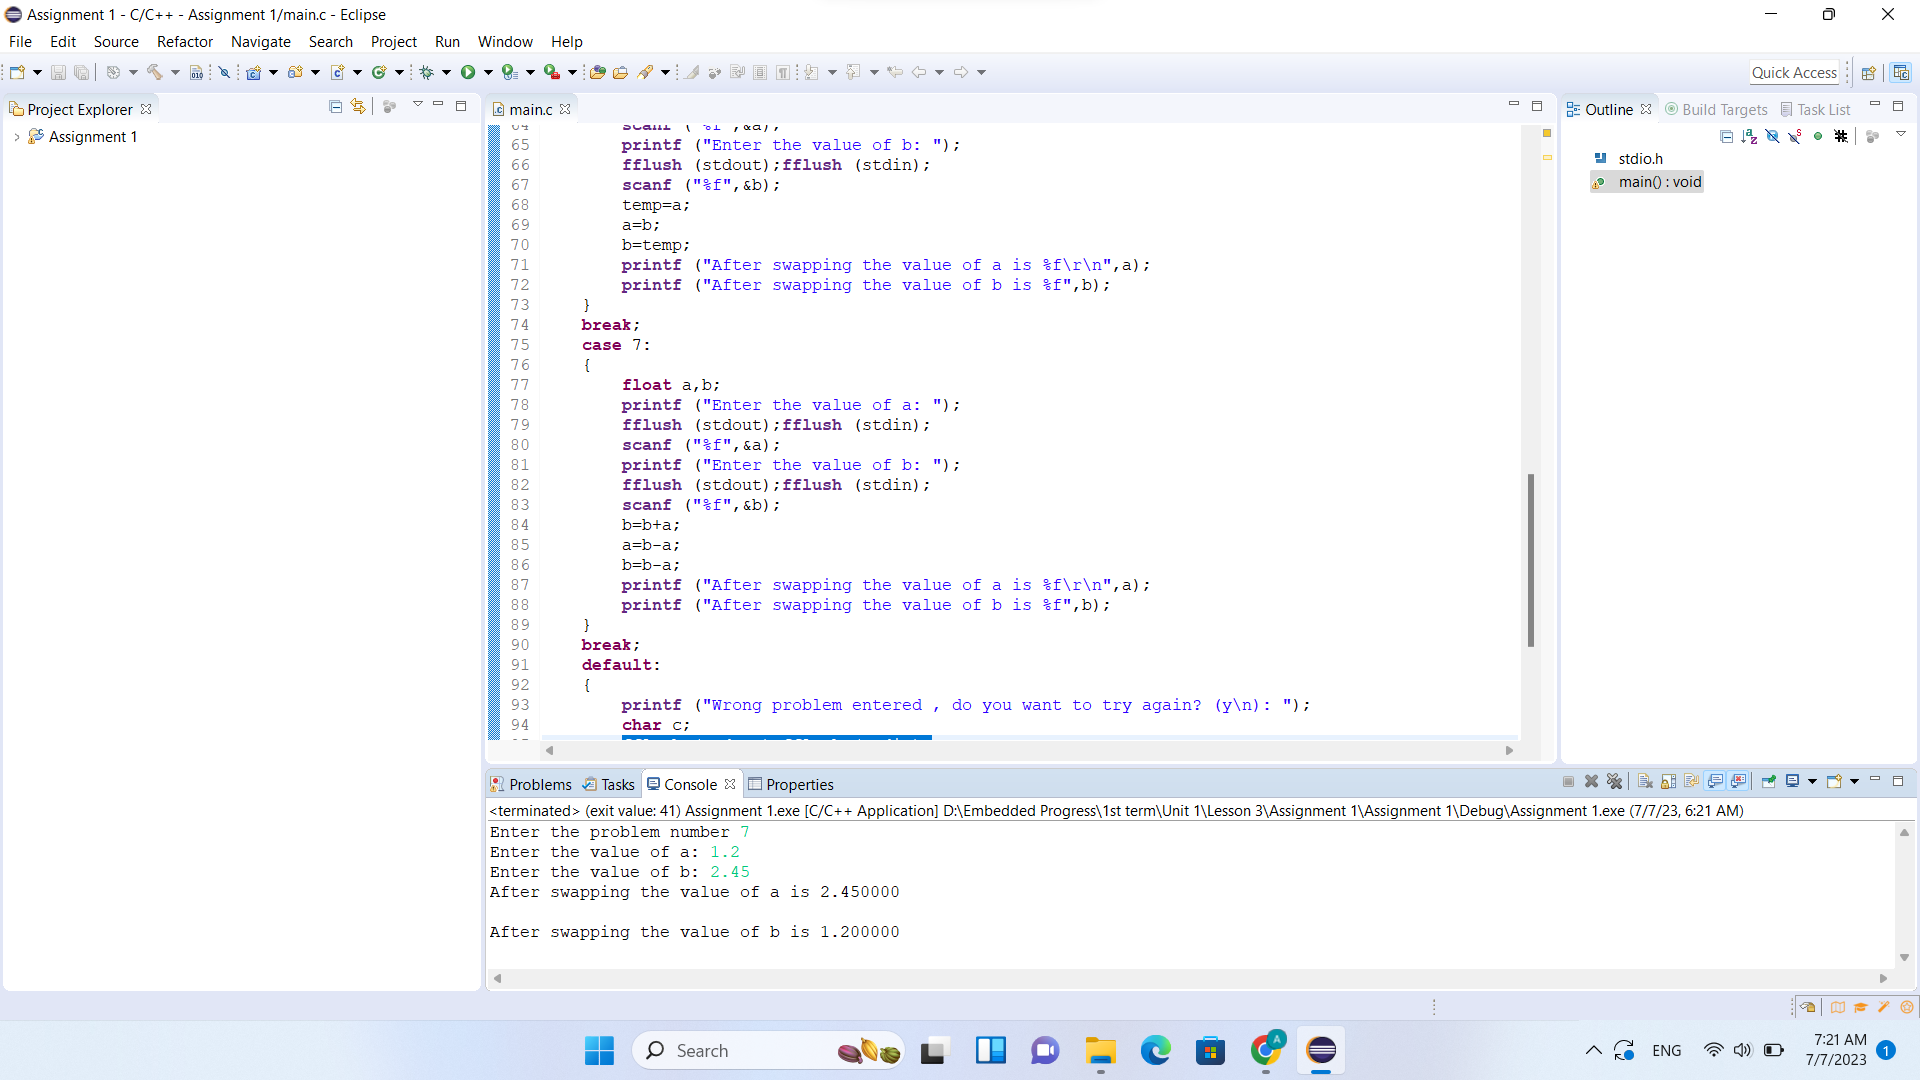 Assignment 1 - C/C++ - Assignment 1/main.c - Eclipse
File Edit Source Refactor Navigate Search Project Run Window Help
Quick Access
Project Explorer
Assignment 1
main.c
64 scanf ("%f",&a);
65 printf ("Enter the value of b: ");
66 fflush (stdout);fflush (stdin);
67 scanf ("%f",&b);
68 temp=a;
69 a=b;
70 b=temp;
71 printf ("After swapping the value of a is %f\r\n",a);
72 printf ("After swapping the value of b is %f",b);
73 }
74 break;
75 case 7:
76 {
77 float a,b;
78 printf ("Enter the value of a: ");
79 fflush (stdout);fflush (stdin);
80 scanf ("%f",&a);
81 printf ("Enter the value of b: ");
82 fflush (stdout);fflush (stdin);
83 scanf ("%f",&b);
84 b=b+a;
85 a=b-a;
86 b=b-a;
87 printf ("After swapping the value of a is %f\r\n",a);
88 printf ("After swapping the value of b is %f",b);
89 }
90 break;
91 default:
92 {
93 printf ("Wrong problem entered , do you want to try again? (y\n): ");
94 char c;
Outline Build Targets Task List
stdio.h
main() : void
Problems Tasks Console Properties
<terminated> (exit value: 41) Assignment 1.exe [C/C++ Application] D:\Embedded Progress\1st term\Unit 1\Lesson 3\Assignment 1\Assignment 1\Debug\Assignment 1.exe (7/7/23, 6:21 AM)
Enter the problem number 7
Enter the value of a: 1.2
Enter the value of b: 2.45
After swapping the value of a is 2.450000
After swapping the value of b is 1.200000
Search
A
ENG
7:21 AM
7/7/2023
1